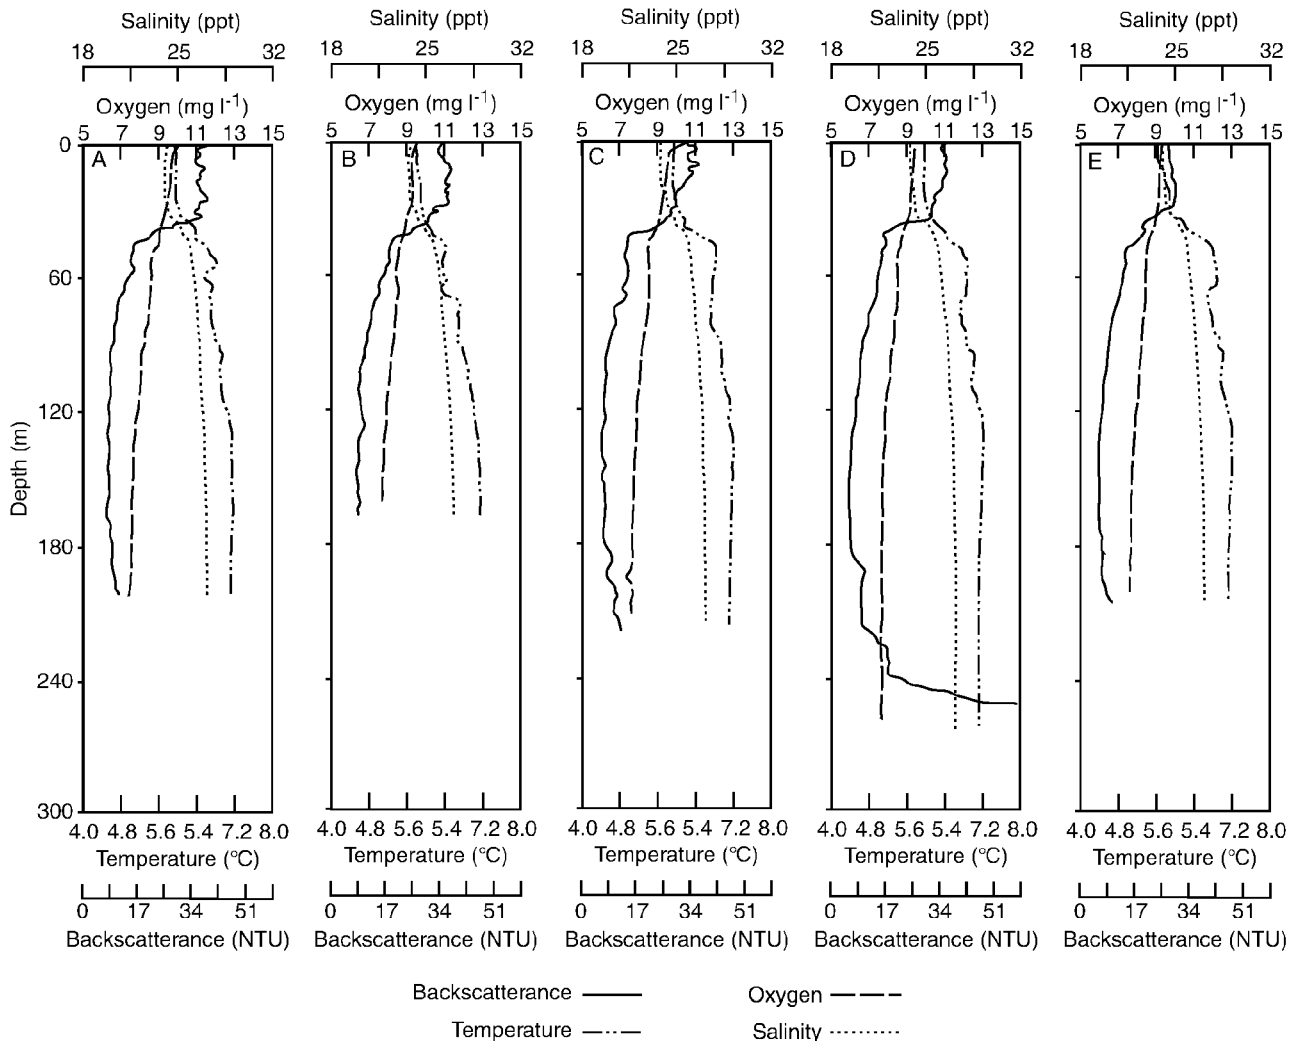 Salinity (ppt) Salinity (ppt) Salinity (ppt) Salinity (ppt) Salinity (ppt)
18 25 32 18 25 32 18 25 32 18 25 32 18 25 32
Oxygen (mg l-1) Oxygen (mg l-1) Oxygen (mg l-1) Oxygen (mg l-1) Oxygen (mg l-1)
5 7 9 11 13 15 5 7 9 11 13 15 5 7 9 11 13 15 5 7 9 11 13 15 5 7 9 11 13 15
0
A B C D E
60
120
Depth (m)
180
240
300
4.0 4.8 5.6 5.4 7.2 8.0 4.0 4.8 5.6 5.4 7.2 8.0 4.0 4.8 5.6 5.4 7.2 8.0 4.0 4.8 5.6 5.4 7.2 8.0 4.0 4.8 5.6 6.4 7.2 8.0
Temperature (°C) Temperature (°C) Temperature (°C) Temperature (°C) Temperature (°C)
0 17 34 51 0 17 34 51 0 17 34 51 0 17 34 51 0 17 34 51
Backscatterance (NTU) Backscatterance (NTU) Backscatterance (NTU) Backscatterance (NTU) Backscatterance (NTU)
Backscatterance Oxygen
Temperature Salinity